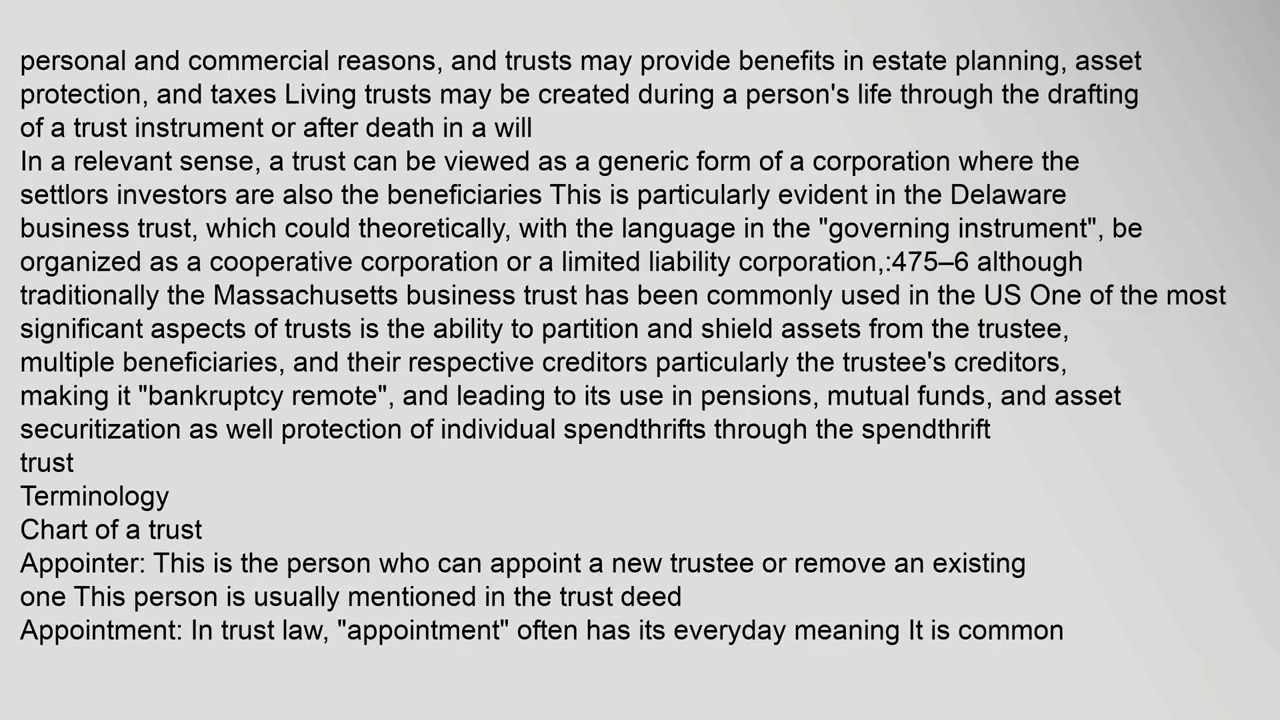 personal and commercial reasons, and trusts may provide benefits in estate planning, asset
protection, and taxes Living trusts may be created during a person's life through the drafting
of a trust instrument or after death in a will
In a relevant sense, a trust can be viewed as a generic form of a corporation where the
settlors investors are also the beneficiaries This is particularly evident in the Delaware
business trust, which could theoretically, with the language in the "governing instrument", be
organized as a cooperative corporation or a limited liability corporation,:475–6 although
traditionally the Massachusetts business trust has been commonly used in the US One of the most
significant aspects of trusts is the ability to partition and shield assets from the trustee,
multiple beneficiaries, and their respective creditors particularly the trustee's creditors,
making it "bankruptcy remote", and leading to its use in pensions, mutual funds, and asset
securitization as well protection of individual spendthrifts through the spendthrift
trust
Terminology
Chart of a trust
Appointer: This is the person who can appoint a new trustee or remove an existing
one This person is usually mentioned in the trust deed
Appointment: In trust law, "appointment" often has its everyday meaning It is common